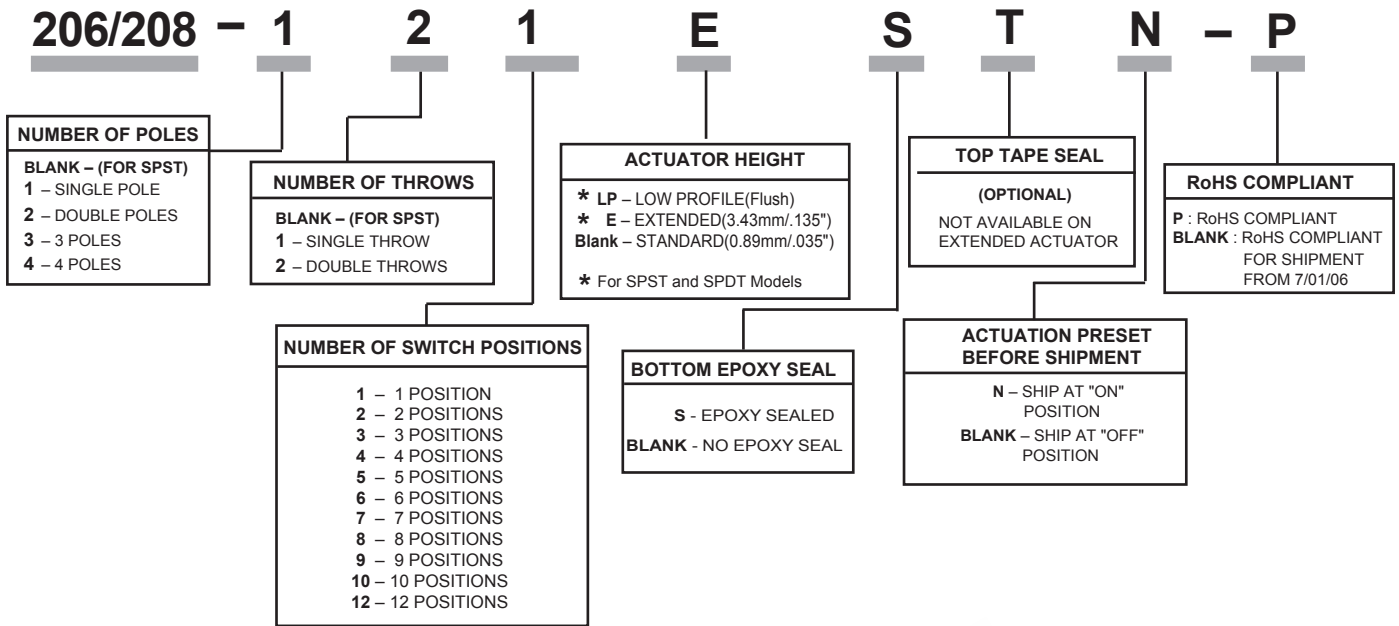 206/208 – 1 2 1 E S T N – P
NUMBER OF POLES
BLANK – (FOR SPST)
1 – SINGLE POLE
2 – DOUBLE POLES
3 – 3 POLES
4 – 4 POLES
NUMBER OF THROWS
BLANK – (FOR SPST)
1 – SINGLE THROW
2 – DOUBLE THROWS
NUMBER OF SWITCH POSITIONS
1 – 1 POSITION
2 – 2 POSITIONS
3 – 3 POSITIONS
4 – 4 POSITIONS
5 – 5 POSITIONS
6 – 6 POSITIONS
7 – 7 POSITIONS
8 – 8 POSITIONS
9 – 9 POSITIONS
10 – 10 POSITIONS
12 – 12 POSITIONS
ACTUATOR HEIGHT
* LP – LOW PROFILE(Flush)
* E – EXTENDED(3.43mm/.135")
Blank – STANDARD(0.89mm/.035")
* For SPST and SPDT Models
BOTTOM EPOXY SEAL
S - EPOXY SEALED
BLANK - NO EPOXY SEAL
TOP TAPE SEAL
(OPTIONAL)
NOT AVAILABLE ON
EXTENDED ACTUATOR
ACTUATION PRESET
BEFORE SHIPMENT
N – SHIP AT "ON"
POSITION
BLANK – SHIP AT "OFF"
POSITION
RoHS COMPLIANT
P : RoHS COMPLIANT
BLANK : RoHS COMPLIANT
FOR SHIPMENT
FROM 7/01/06